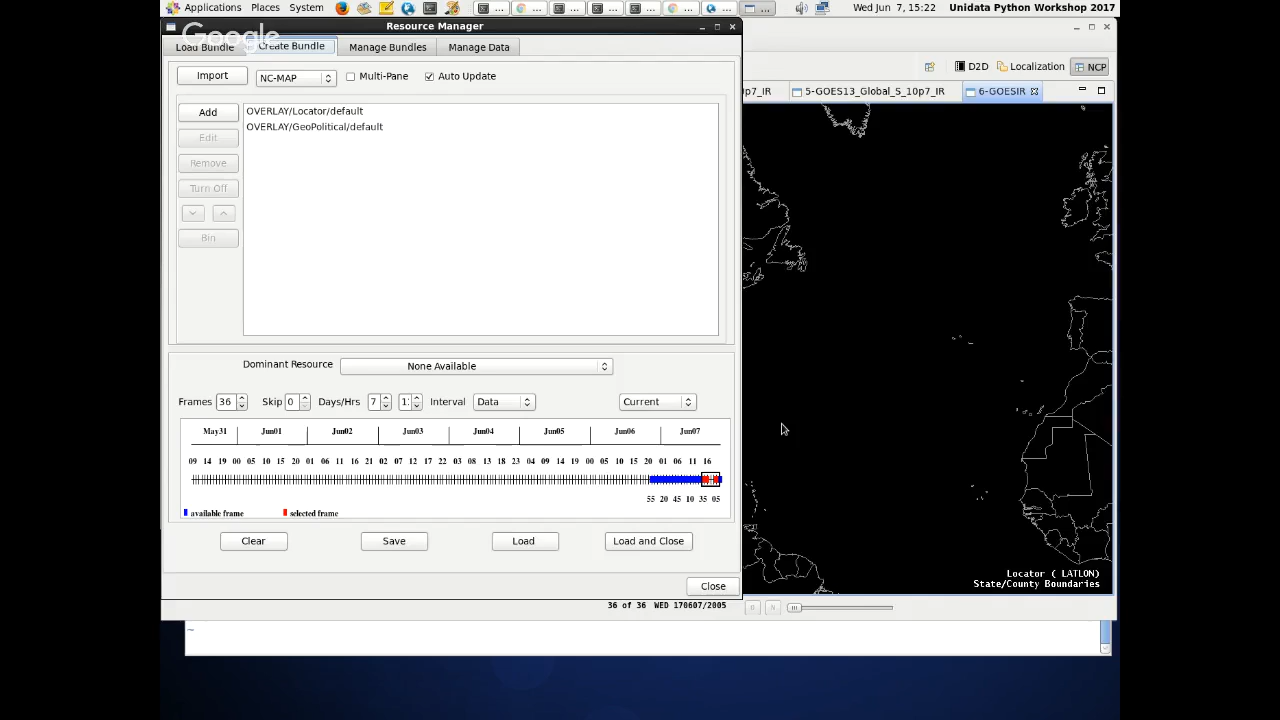 Applications Places System
Wed Jun 7, 15:22 Unidata Python Workshop 2017
Resource Manager
Google
Load Bundle Create Bundle Manage Bundles Manage Data
Import NC-MAP Multi-Pane Auto Update
D2D Localization NCP
p7_IR 5-GOES13_Global_S_10p7_IR 6-GOESIR
Add
Edit
Remove
Turn Off
Bin
OVERLAY/Locator/default
OVERLAY/GeoPolitical/default
Dominant Resource None Available
Frames 36 Skip 0 Days/Hrs 7 Interval Data Current
May31 Jun01 Jun02 Jun03 Jun04 Jun05 Jun06 Jun07
09 14 19 00 05 10 15 20 01 06 11 16 21 02 07 12 17 22 03 08 13 18 23 04 09 14 19 00 05 10 15 20 01 06 11 16
55 20 45 10 35 05
available frame selected frame
Clear Save Load Load and Close
Close
Locator ( LATLON)
State/County Boundaries
36 of 36 WED 170607/2005
~